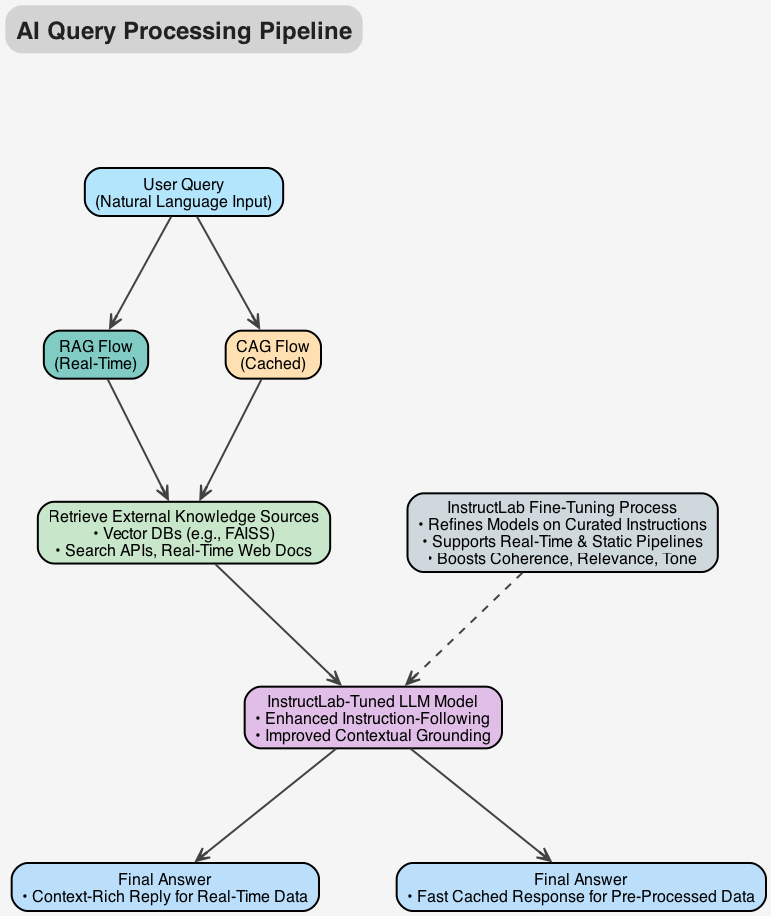 AI Query Processing Pipeline
User Query
(Natural Language Input)
RAG Flow
(Real-Time)
CAG Flow
(Cached)
Retrieve External Knowledge Sources
• Vector DBs (e.g., FAISS)
• Search APIs, Real-Time Web Docs
InstructLab Fine-Tuning Process
• Refines Models on Curated Instructions
• Supports Real-Time & Static Pipelines
• Boosts Coherence, Relevance, Tone
InstructLab-Tuned LLM Model
• Enhanced Instruction-Following
• Improved Contextual Grounding
Final Answer
• Context-Rich Reply for Real-Time Data
Final Answer
• Fast Cached Response for Pre-Processed Data